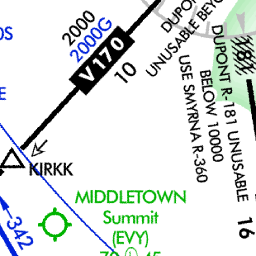 2000
2000G
V170
10
DUPONT
UNUSABLE BEYO
DUPONT R-181 UNUSABLE
BELOW 10000
USE SMYRNA R-360
KIRKK
MIDDLETOWN
Summit
(EVY)
342
16